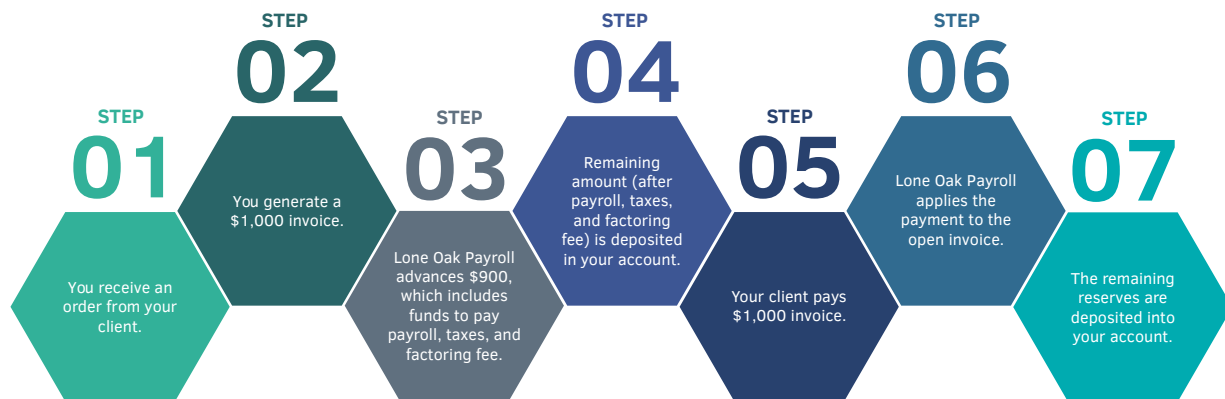 STEP
01
You receive an
order from your
client.
STEP
02
You generate a
$1,000 invoice.
STEP
03
Lone Oak Payroll
advances $900,
which includes
funds to pay
payroll, taxes, and
factoring fee.
STEP
04
Remaining
amount (after
payroll, taxes,
and factoring
fee) is deposited
in your account.
STEP
05
Your client pays
$1,000 invoice.
STEP
06
Lone Oak Payroll
applies the
payment to the
open invoice.
STEP
07
The remaining
reserves are
deposited into
your account.